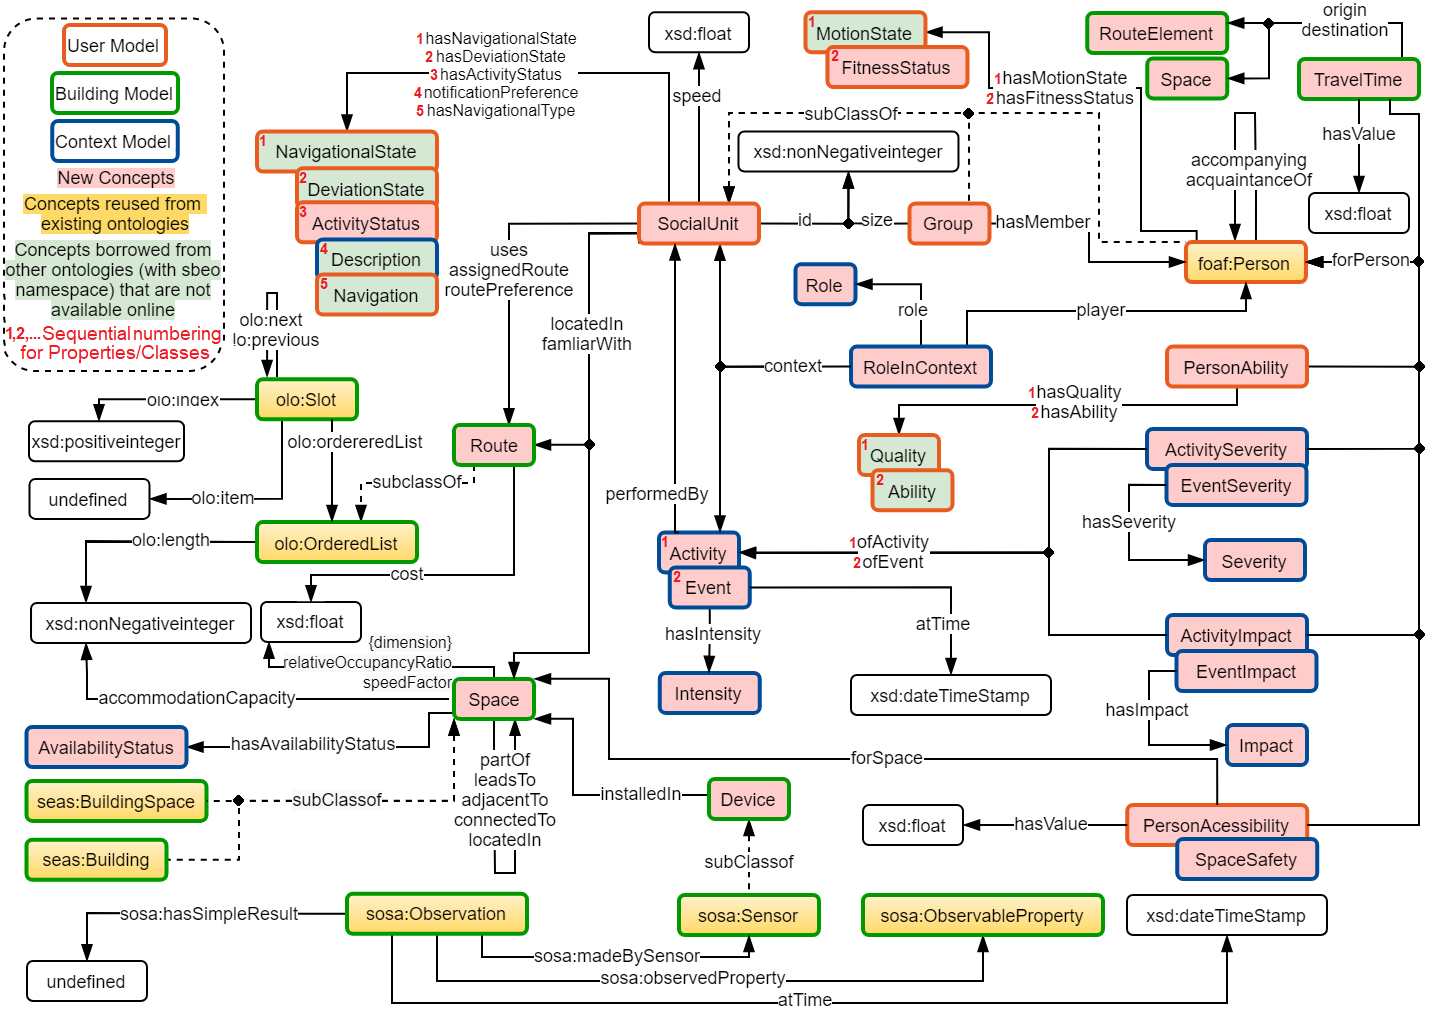 User Model
Building Model
Context Model
New Concepts
Concepts reused from
existing ontologies
Concepts borrowed from
other ontologies (with sbeo
namespace) that are not
available online
1,2,...Sequential numbering
for Properties/Classes
1 hasNavigationalState
2 hasDeviationState
3 hasActivityStatus
4 notificationPreference
5 hasNavigationalType
1 NavigationalState
2 DeviationState
3 ActivityStatus
4 Description
5 Navigation
xsd:float
speed
1 MotionState
2 FitnessStatus
1 hasMotionState
2 hasFitnessStatus
RouteElement
Space
origin
destination
TravelTime
hasValue
xsd:float
subClassOf
xsd:nonNegativeinteger
accompanying
acquaintanceOf
SocialUnit
id
size
Group
hasMember
foaf:Person
forPerson
uses
assignedRoute
routePreference
locatedIn
famliarWith
Role
role
player
context
RoleInContext
PersonAbility
1 hasQuality
2 hasAbility
1 Quality
2 Ability
olo:next
lo:previous
olo:Slot
olo:index
xsd:positiveinteger
olo:ordereredList
undefined
olo:item
Route
subclassOf
olo:length
olo:OrderedList
cost
xsd:nonNegativeinteger
xsd:float
{dimension}
relativeOccupancyRatio
speedFactor
accommodationCapacity
Space
AvailabilityStatus
hasAvailabilityStatus
partOf
leadsTo
adjacentTo
connectedTo
locatedIn
seas:BuildingSpace
subClassof
seas:Building
performedBy
1 Activity
2 Event
1 ofActivity
2 ofEvent
hasIntensity
Intensity
atTime
xsd:dateTimeStamp
ActivitySeverity
EventSeverity
hasSeverity
Severity
ActivityImpact
EventImpact
hasImpact
Impact
forSpace
installedIn
Device
subClassof
xsd:float
hasValue
PersonAcessibility
SpaceSafety
sosa:hasSimpleResult
sosa:Observation
sosa:Sensor
sosa:ObservableProperty
xsd:dateTimeStamp
undefined
sosa:madeBySensor
sosa:observedProperty
atTime